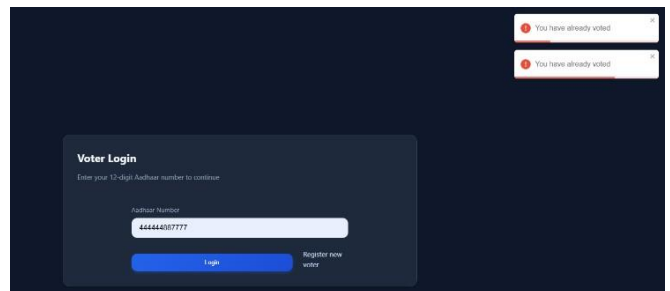 You have already voted
You have already voted
Voter Login
Enter your 12-digit Aadhaar number to continue
Aadhaar Number
444444887777
Login
Register new
voter